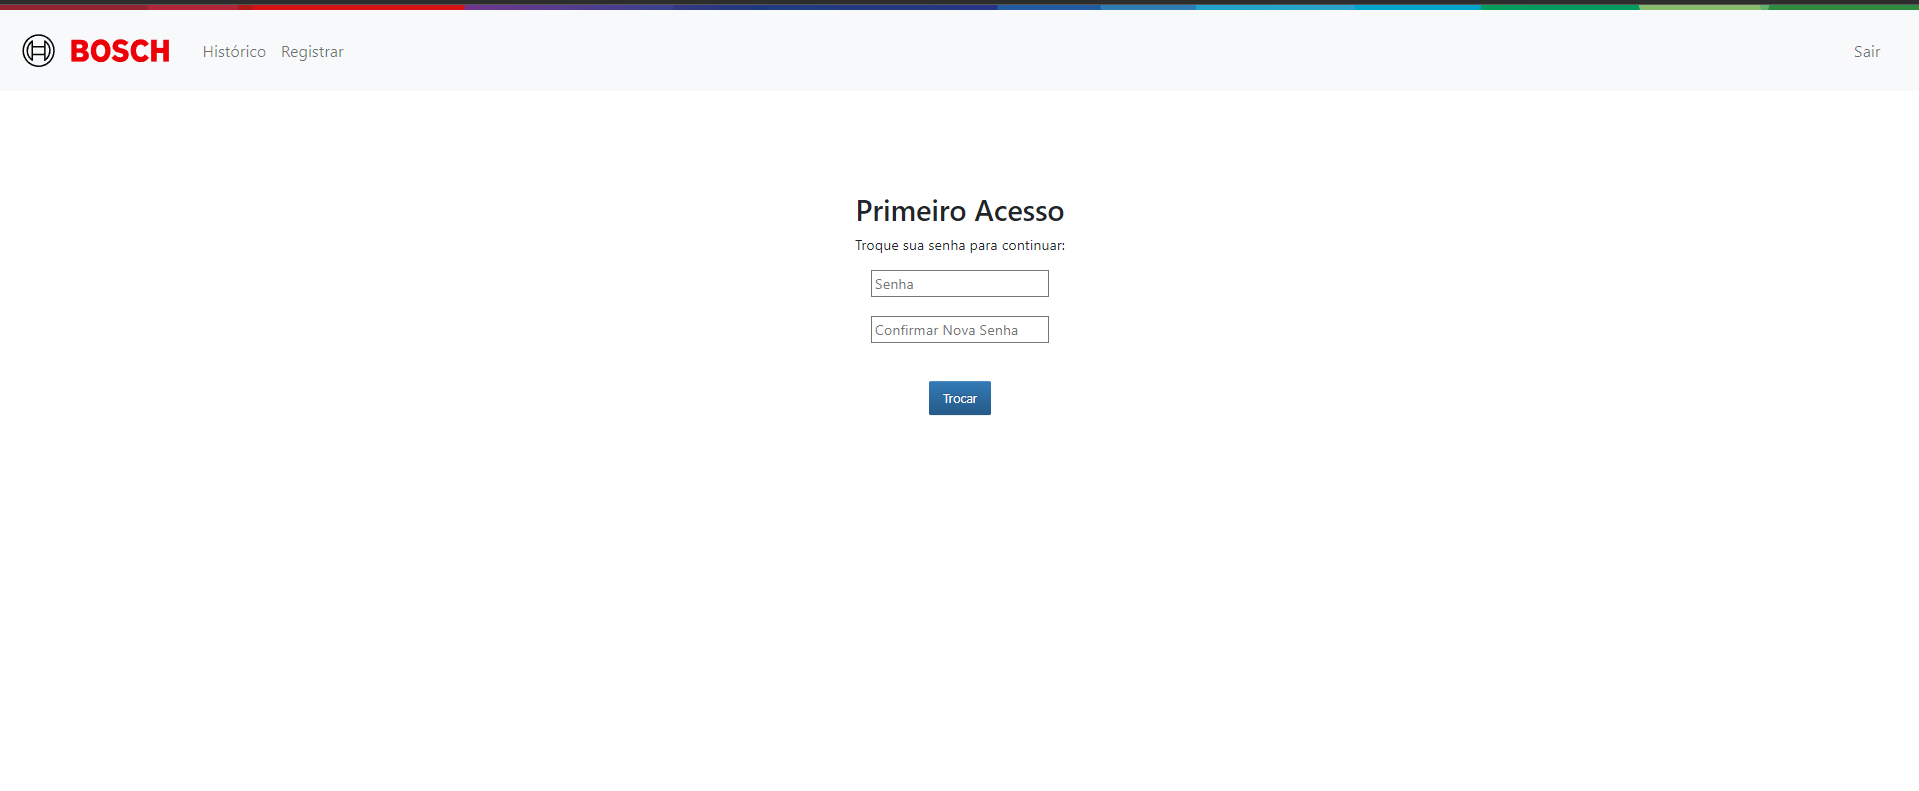 BOSCH Histórico Registrar Sair
Primeiro Acesso
Troque sua senha para continuar:
Senha
Confirmar Nova Senha
Trocar